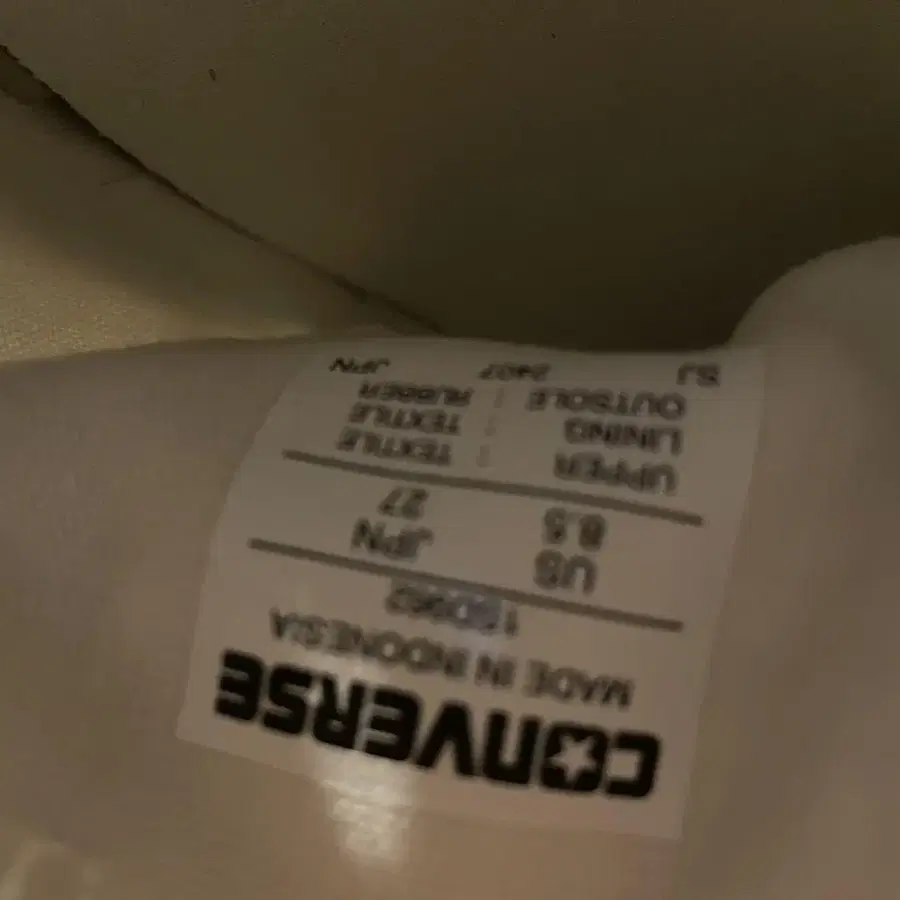 CONVERSE
MADE IN INDONESIA
US JPN
8.5 27
UPPER : TEXTILE
LINING : TEXTILE
OUTSOLE : RUBBER
SJ 2407 JPN